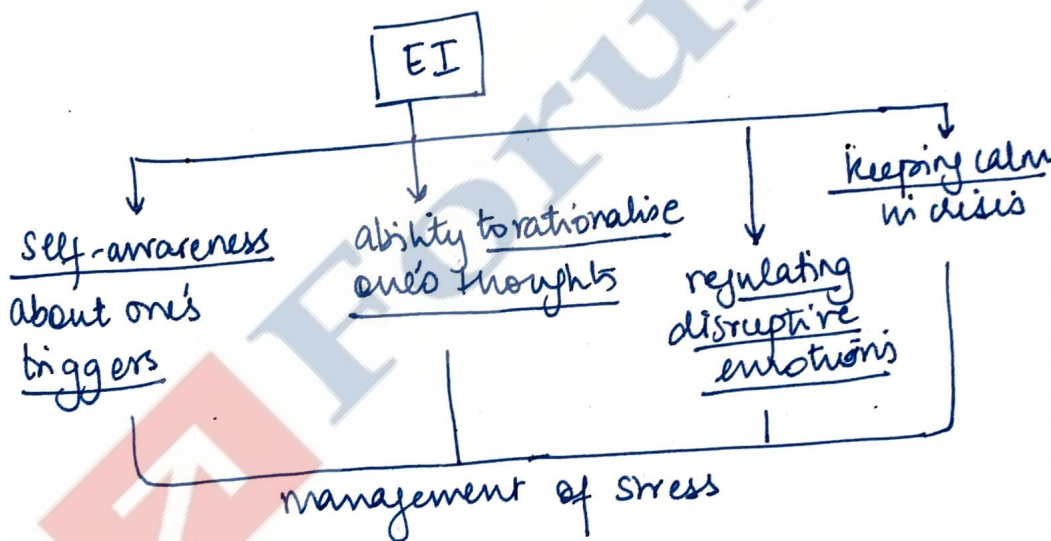 EI
self-awareness
about one's
triggers
ability to rationalise
one's thoughts
regulating
disruptive
emotions
keeping calm
in crisis
management of stress
Foru